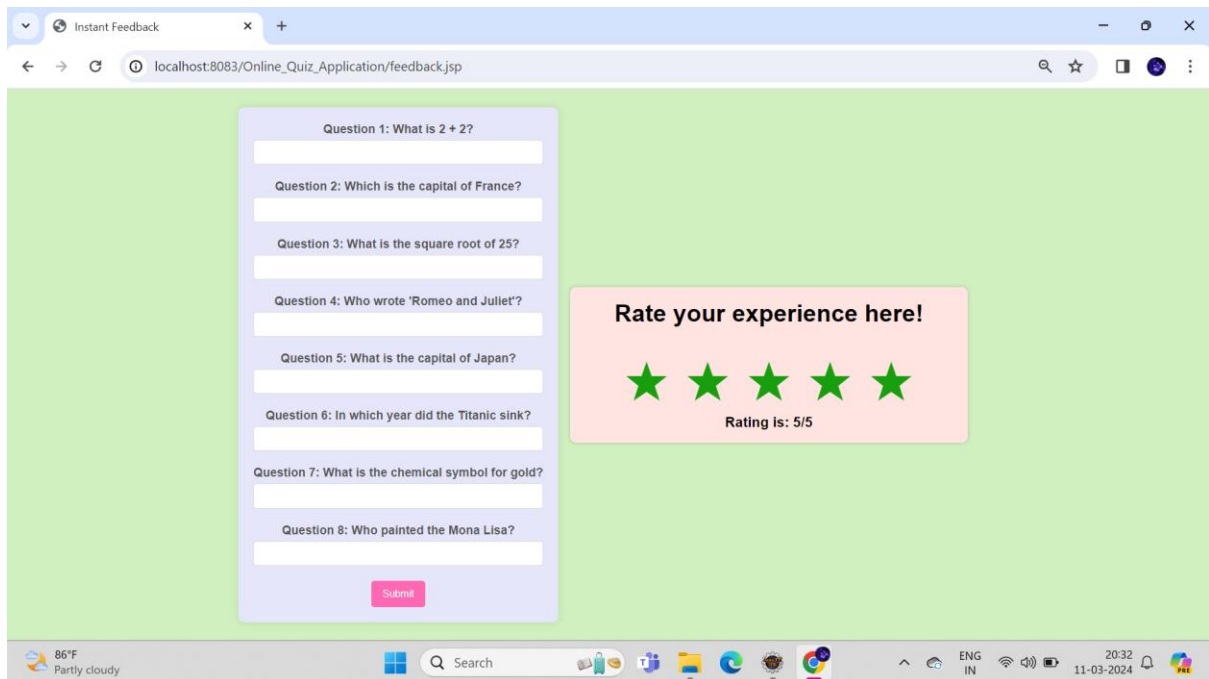 Instant Feedback
localhost:8083/Online_Quiz_Application/feedback.jsp
Question 1: What is 2 + 2?
Question 2: Which is the capital of France?
Question 3: What is the square root of 25?
Question 4: Who wrote 'Romeo and Juliet'?
Question 5: What is the capital of Japan?
Question 6: In which year did the Titanic sink?
Question 7: What is the chemical symbol for gold?
Question 8: Who painted the Mona Lisa?
Submit
Rate your experience here!
Rating is: 5/5
86°F
Partly cloudy
Search
ENG
IN
20:32
11-03-2024
PRE